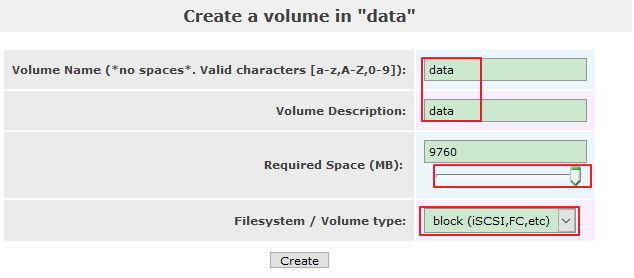 Create a volume in "data"
Volume Name (*no spaces*. Valid characters [a-z,A-Z,0-9]): data
Volume Description: data
Required Space (MB): 9760
Filesystem / Volume type: block (iSCSI,FC,etc)
Create